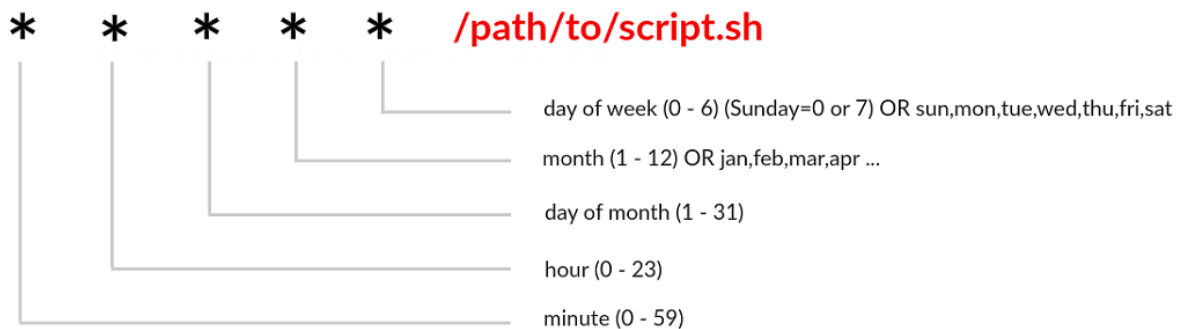 * * * * * /path/to/script.sh
day of week (0 - 6) (Sunday=0 or 7) OR sun,mon,tue,wed,thu,fri,sat
month (1 - 12) OR jan,feb,mar,apr ...
day of month (1 - 31)
hour (0 - 23)
minute (0 - 59)